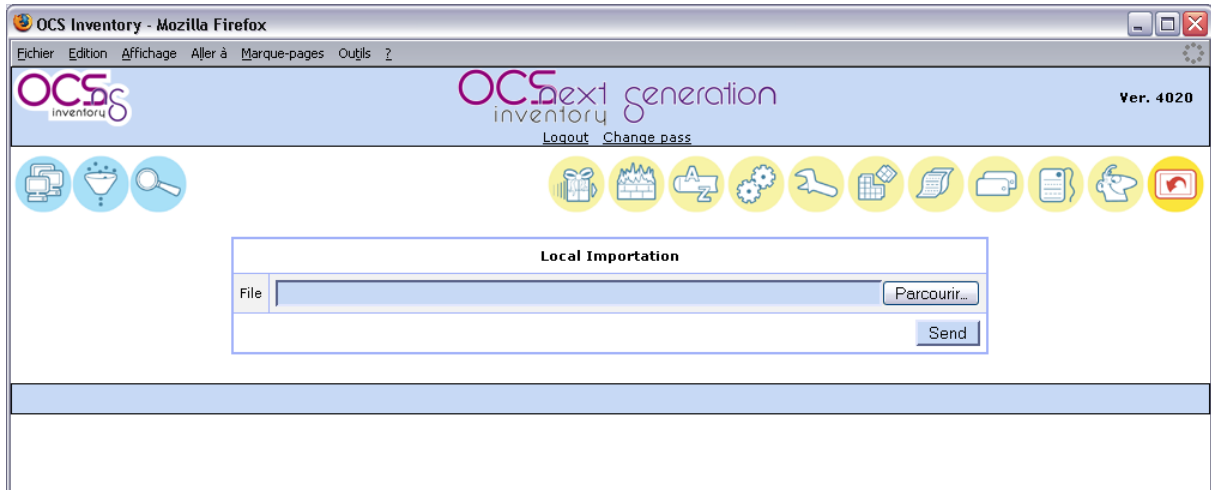 OCS Inventory - Mozilla Firefox
Fichier Edition Affichage Aller à Marque-pages Outils ?
OCS NG inventory
OCS next generation inventory
Ver. 4020
Logout Change pass
A Z
Local Importation
File Parcourir...
Send